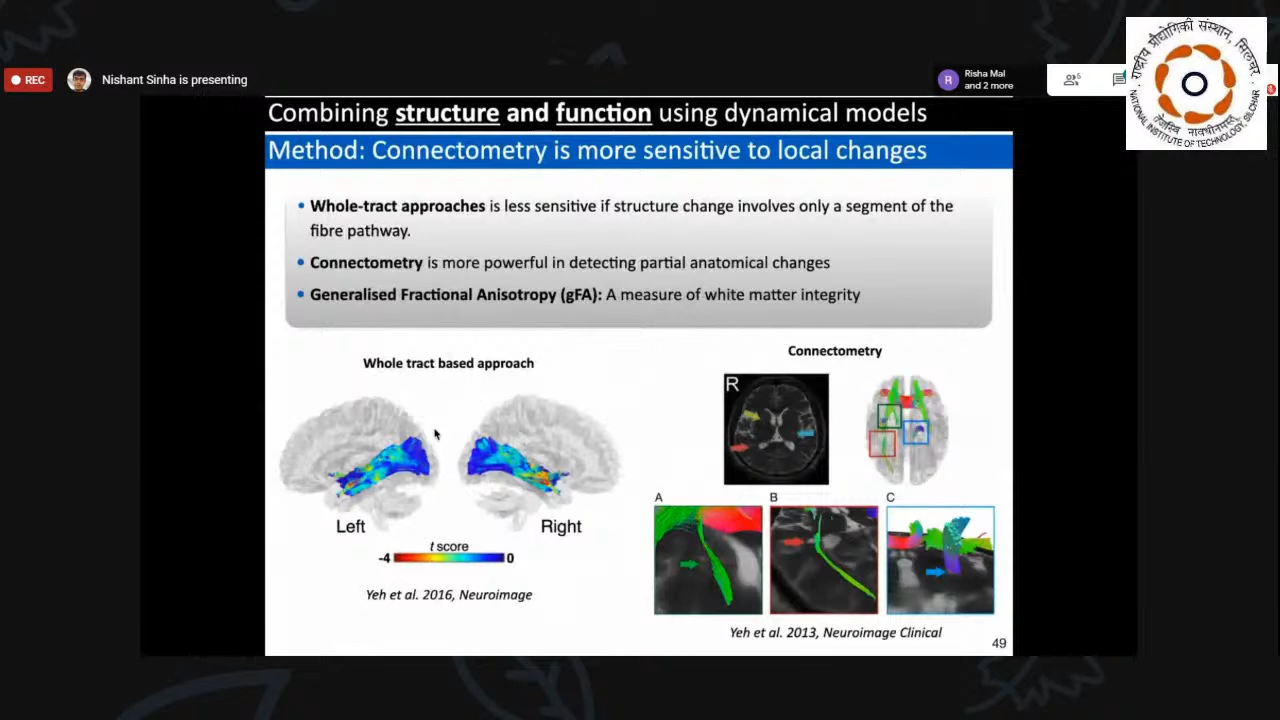 REC
Nishant Sinha is presenting
Risha Mal
and 2 more
R
6
राष्ट्रीय प्रौद्योगिकी संस्थान, सिलचर
NATIONAL INSTITUTE OF TECHNOLOGY, SILCHAR
Combining structure and function using dynamical models
Method: Connectometry is more sensitive to local changes
• Whole-tract approaches is less sensitive if structure change involves only a segment of the
fibre pathway.
• Connectometry is more powerful in detecting partial anatomical changes
• Generalised Fractional Anisotropy (gFA): A measure of white matter integrity
Whole tract based approach
Left
Right
t score
-4
0
Yeh et al. 2016, Neuroimage
Connectometry
R
A
B
C
Yeh et al. 2013, Neuroimage Clinical
49